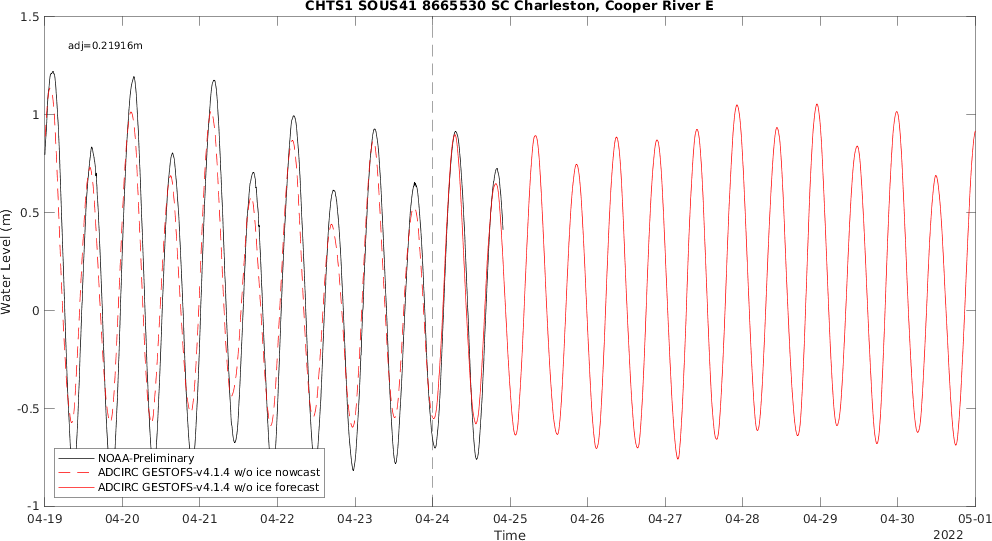 CHTS1 SOUS41 8665530 SC Charleston, Cooper River E
adj=0.21916m
1.5
1
0.5
0
-0.5
-1
Water Level (m)
NOAA-Preliminary
ADCIRC GESTOFS-v4.1.4 w/o ice nowcast
ADCIRC GESTOFS-v4.1.4 w/o ice forecast
04-19 04-20 04-21 04-22 04-23 04-24 04-25 04-26 04-27 04-28 04-29 04-30 05-01
Time
2022